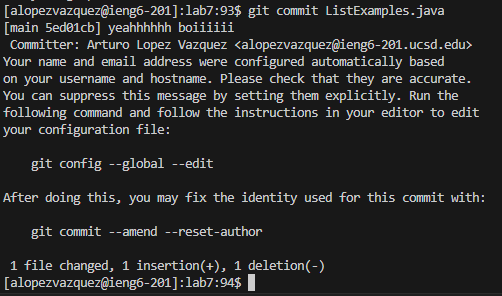 [alopezvazquez@ieng6-201]:lab7:93$ git commit ListExamples.java
[main 5ed01cb] yeahhhhhh boiiiiii
 Committer: Arturo Lopez Vazquez <alopezvazquez@ieng6-201.ucsd.edu>
Your name and email address were configured automatically based
on your username and hostname. Please check that they are accurate.
You can suppress this message by setting them explicitly. Run the
following command and follow the instructions in your editor to edit
your configuration file:

    git config --global --edit

After doing this, you may fix the identity used for this commit with:

    git commit --amend --reset-author

 1 file changed, 1 insertion(+), 1 deletion(-)
[alopezvazquez@ieng6-201]:lab7:94$